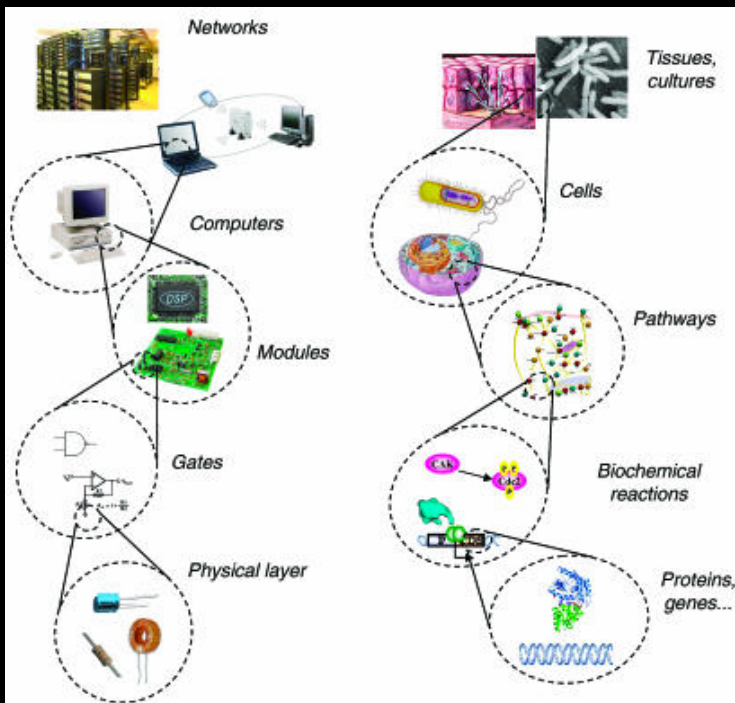 Networks
Computers
DSP
Modules
Gates
Physical layer
Tissues,
cultures
Cells
Pathways
CAK
Cdc2
P
Biochemical
reactions
Proteins,
genes...